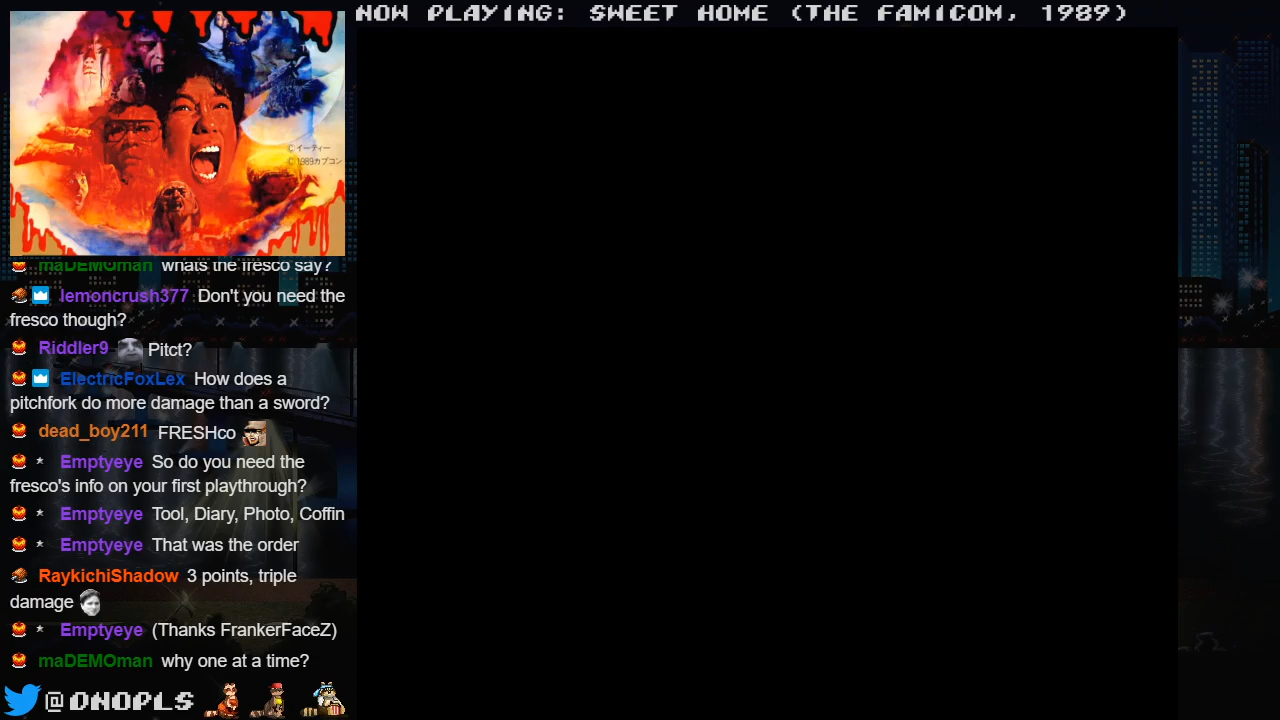 NOW PLAYING: SWEET HOME (THE FAMICOM, 1989)
© イーティー
© 1989カプコン
maDEMOman whats the fresco say?
lemoncrush377 Don't you need the
fresco though?
Riddler9 Pitct?
ElectricFoxLex How does a
pitchfork do more damage than a sword?
dead_boy211 FRESHco
* Emptyeye So do you need the
fresco's info on your first playthrough?
* Emptyeye Tool, Diary, Photo, Coffin
* Emptyeye That was the order
RaykichiShadow 3 points, triple
damage
* Emptyeye (Thanks FrankerFaceZ)
maDEMOman why one at a time?
@DNOPLS